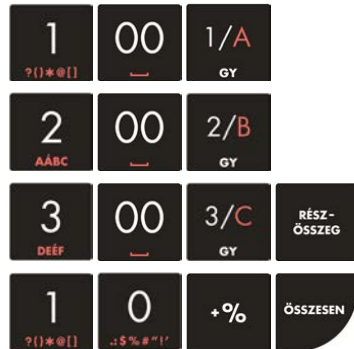 1 00 1/A
?()*@[] ⎵ GY
2 00 2/B
AÁBC ⎵ GY
3 00 3/C RÉSZ-
DEÉF ⎵ GY ÖSSZEG
1 0 +% ÖSSZESEN
?()*@[] .:$%#"!'